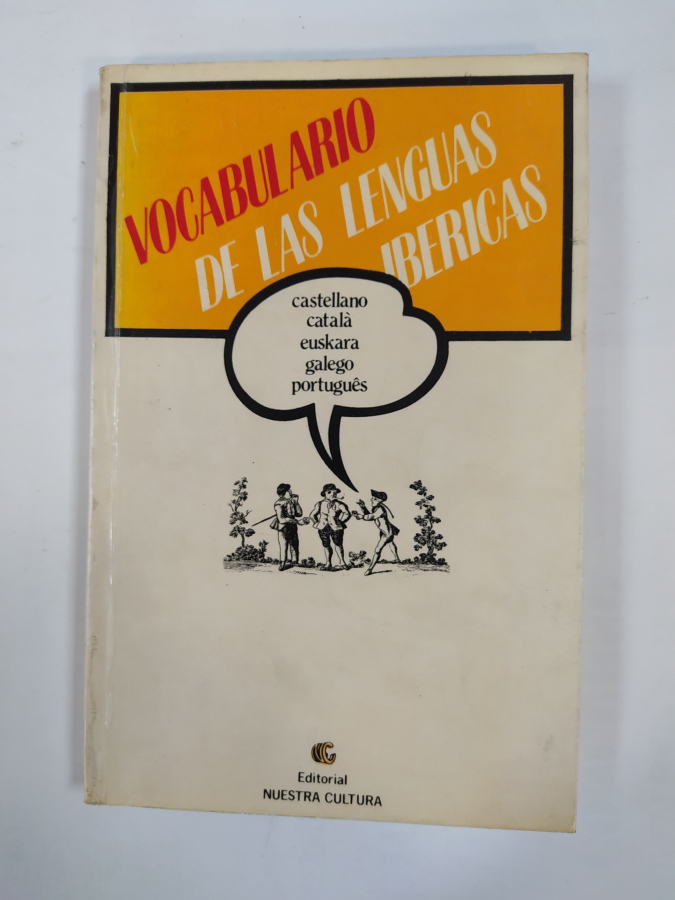 VOCABULARIO
DE LAS LENGUAS
IBERICAS
castellano
català
euskara
galego
português
Editorial
NUESTRA CULTURA